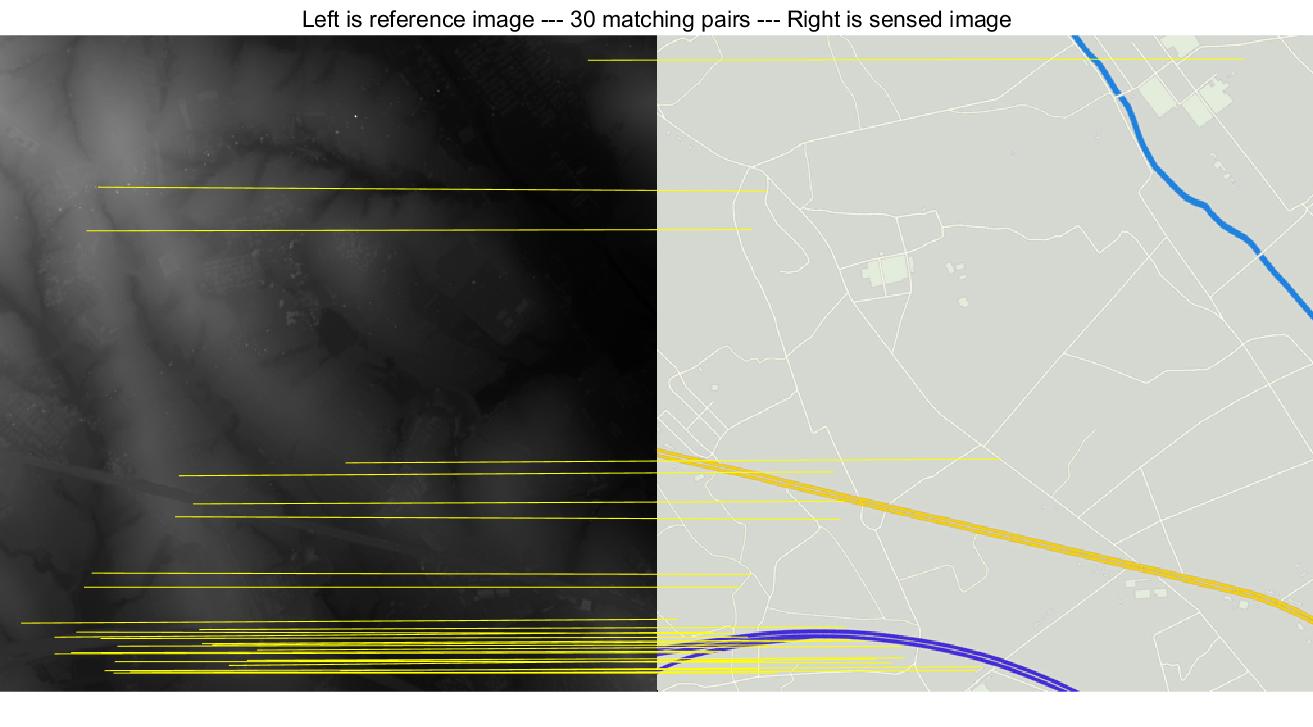 Left is reference image --- 30 matching pairs --- Right is sensed image